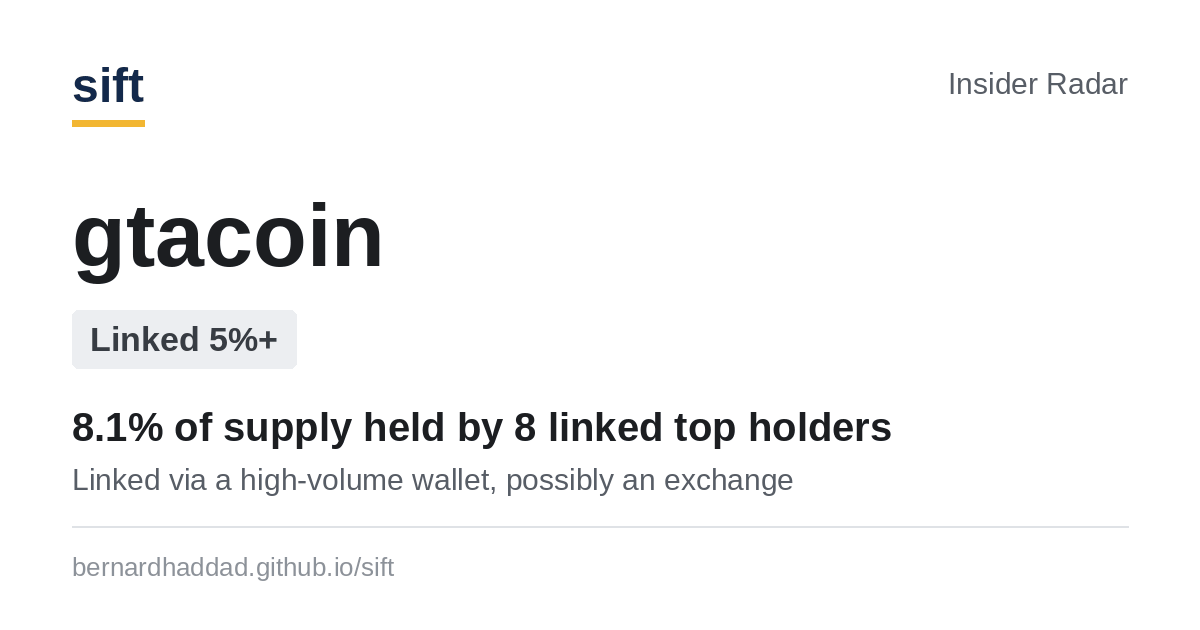 sift
Insider Radar
gtacoin
Linked 5%+
8.1% of supply held by 8 linked top holders
Linked via a high-volume wallet, possibly an exchange
bernardhaddad.github.io/sift